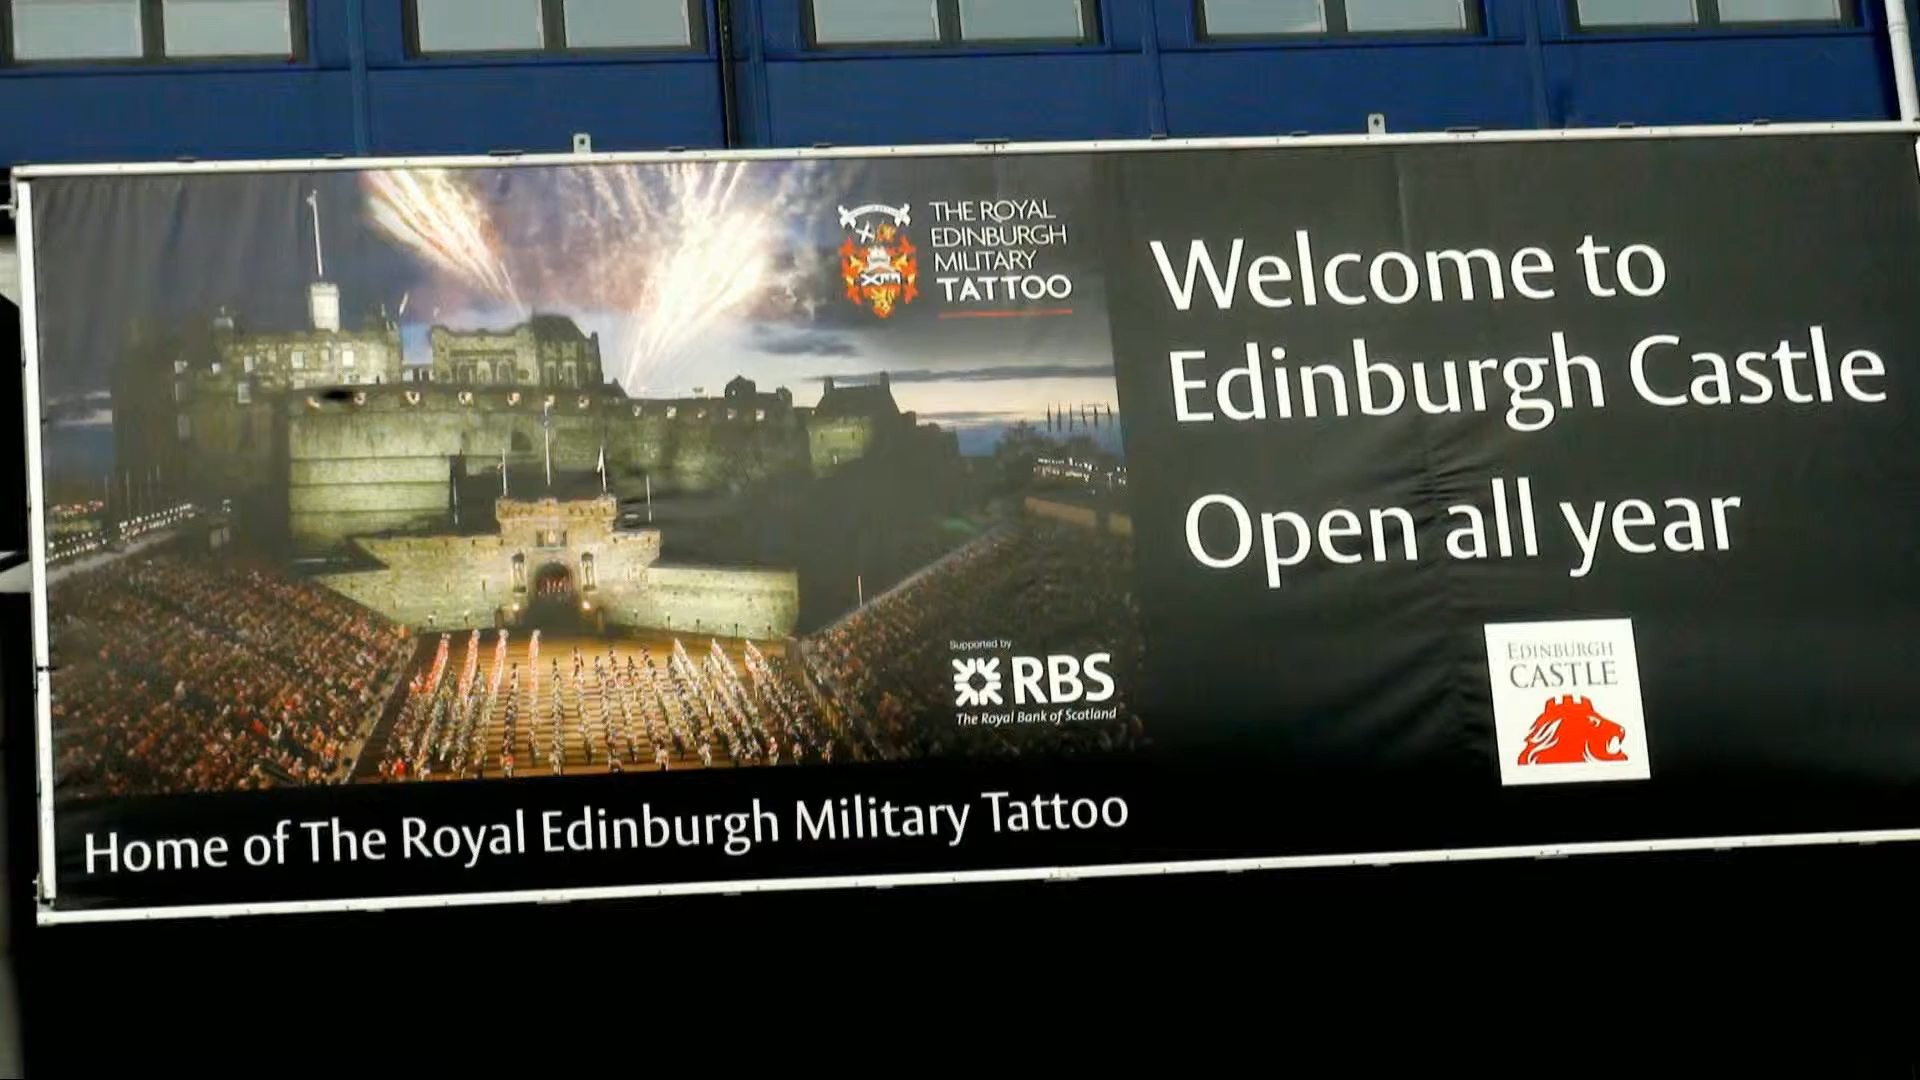 THE ROYAL
EDINBURGH
MILITARY
TATTOO
Supported by
RBS
The Royal Bank of Scotland
Home of The Royal Edinburgh Military Tattoo
Welcome to
Edinburgh Castle
Open all year
EDINBURGH
CASTLE